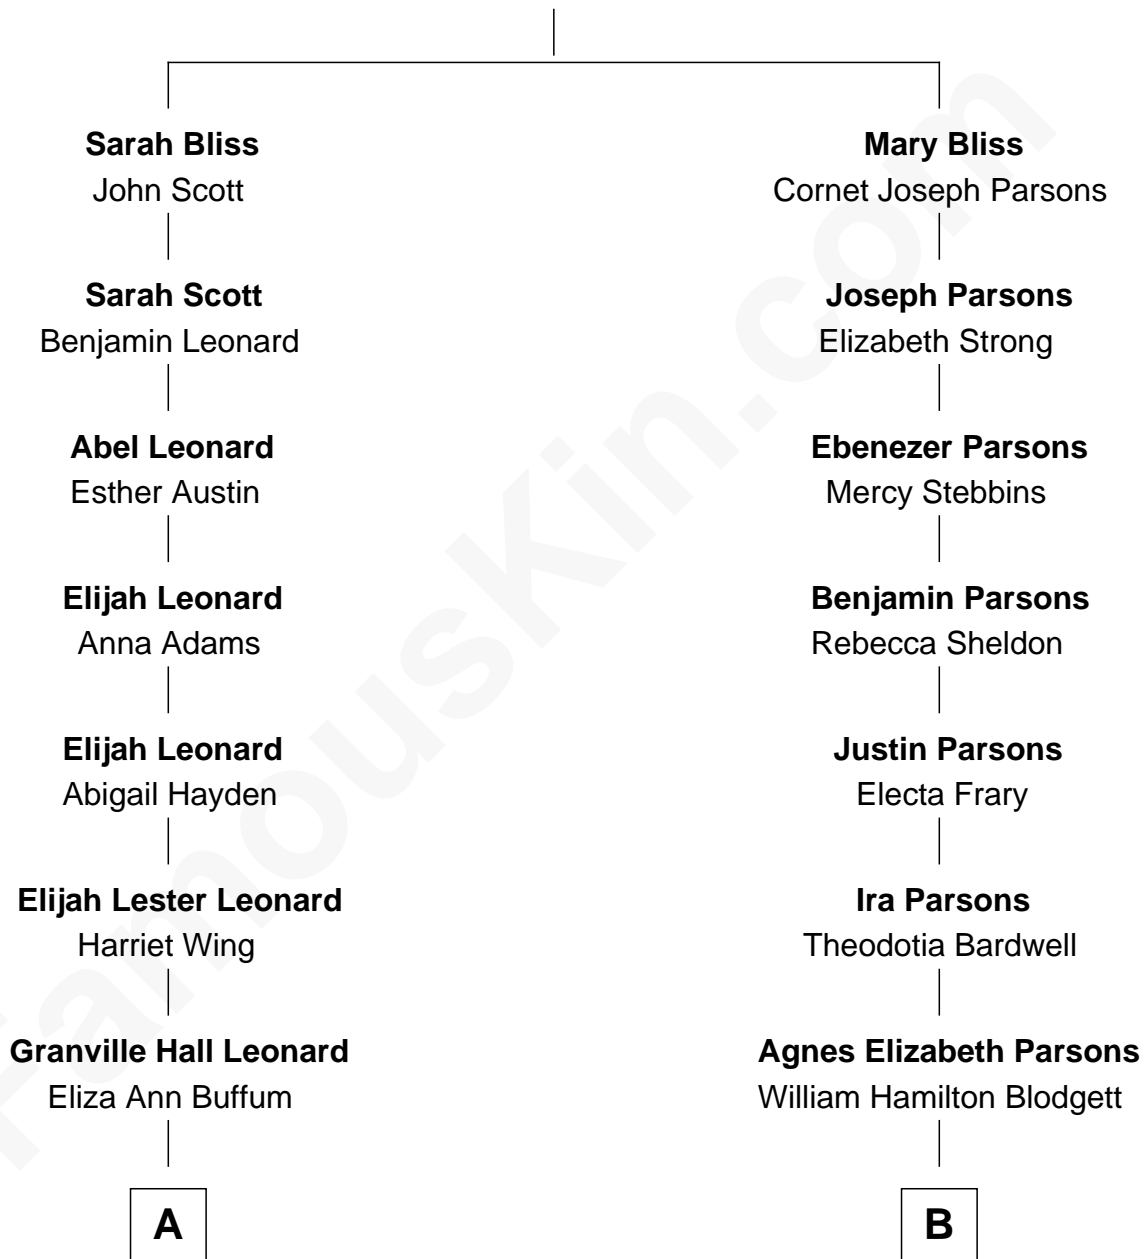 Sarah Bliss
John Scott
Mary Bliss
Cornet Joseph Parsons
Sarah Scott
Benjamin Leonard
Joseph Parsons
Elizabeth Strong
Abel Leonard
Esther Austin
Ebenezer Parsons
Mercy Stebbins
Elijah Leonard
Anna Adams
Benjamin Parsons
Rebecca Sheldon
Elijah Leonard
Abigail Hayden
Justin Parsons
Electa Frary
Elijah Lester Leonard
Harriet Wing
Ira Parsons
Theodotia Bardwell
Granville Hall Leonard
Eliza Ann Buffum
Agnes Elizabeth Parsons
William Hamilton Blodgett
A
B
FamousKin.com